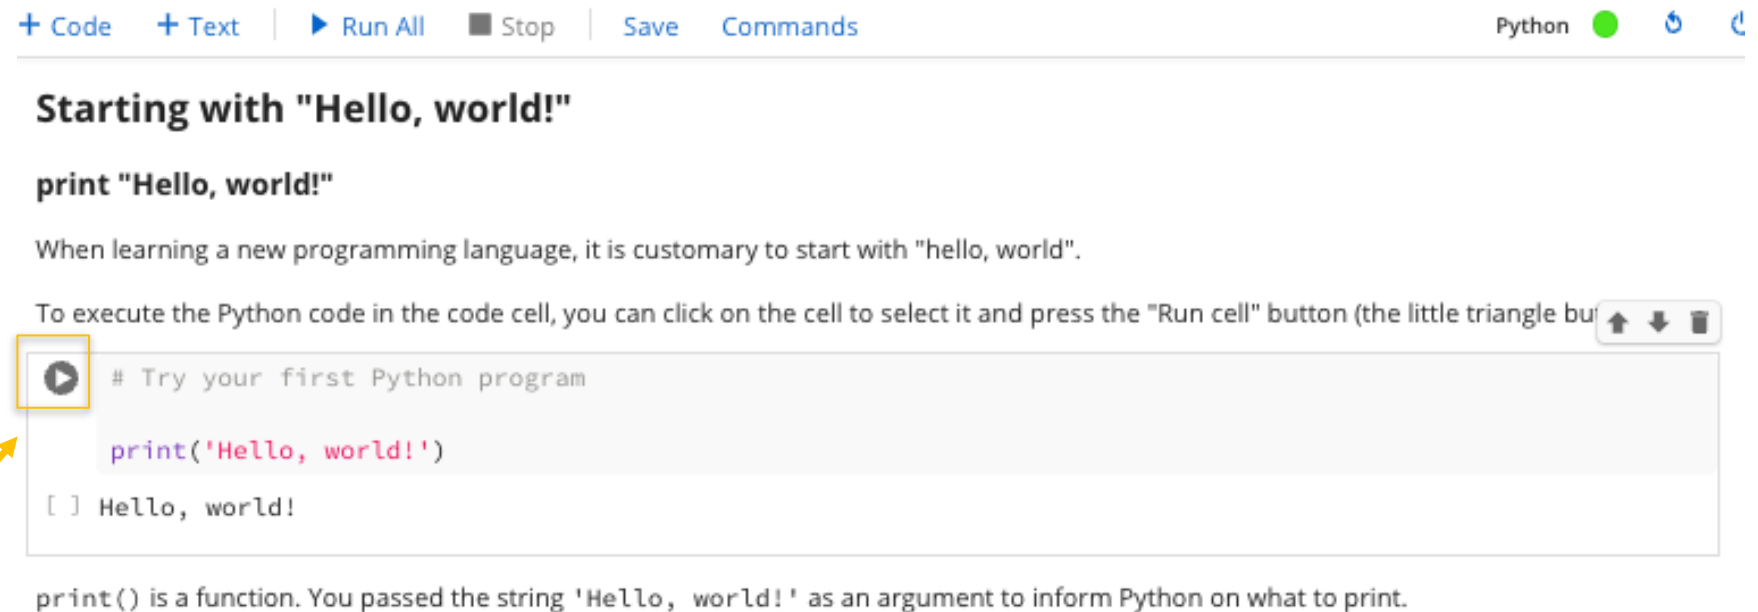 + Code + Text Run All Stop Save Commands Python
Starting with "Hello, world!"
print "Hello, world!"
When learning a new programming language, it is customary to start with "hello, world".
To execute the Python code in the code cell, you can click on the cell to select it and press the "Run cell" button (the little triangle
# Try your first Python program
print('Hello, world!')
[ ] Hello, world!
print() is a function. You passed the string 'Hello, world!' as an argument to inform Python on what to print.